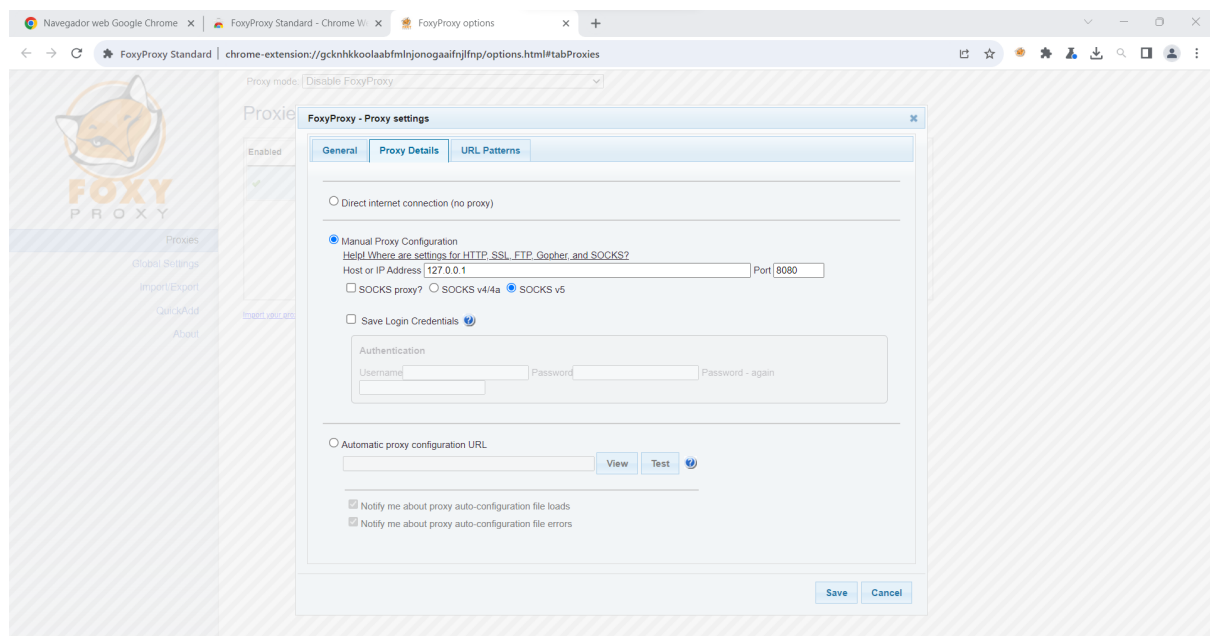 Navegador web Google Chrome
FoxyProxy Standard - Chrome We
FoxyProxy options
FoxyProxy Standard
chrome-extension://gcknhkkoolaabfmlnjonogaaifnjlfnp/options.html#tabProxies
Proxy mode: Disable FoxyProxy
Proxie
Enabled
FOXY
PROXY
Proxies
Global Settings
Import/Export
QuickAdd
About
Import your pro
FoxyProxy - Proxy settings
General
Proxy Details
URL Patterns
Direct internet connection (no proxy)
Manual Proxy Configuration
Help! Where are settings for HTTP, SSL, FTP, Gopher, and SOCKS?
Host or IP Address 127.0.0.1 Port 8080
SOCKS proxy? SOCKS v4/4a SOCKS v5
Save Login Credentials
Authentication
Username Password Password - again
Automatic proxy configuration URL
View Test
Notify me about proxy auto-configuration file loads
Notify me about proxy auto-configuration file errors
Save Cancel